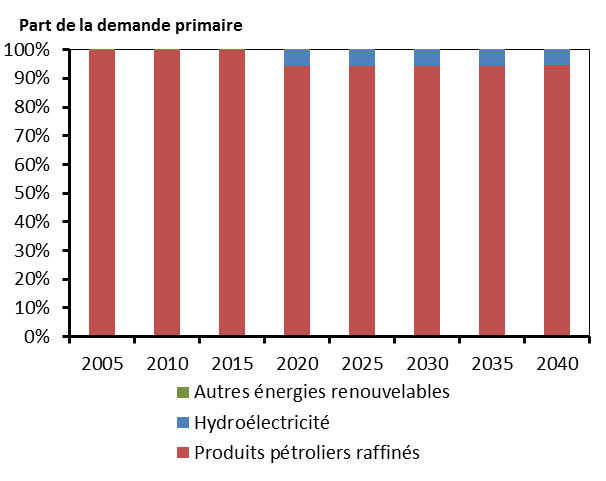 Part de la demande primaire
100%
90%
80%
70%
60%
50%
40%
30%
20%
10%
0%
2005 2010 2015 2020 2025 2030 2035 2040
Autres énergies renouvelables
Hydroélectricité
Produits pétroliers raffinés